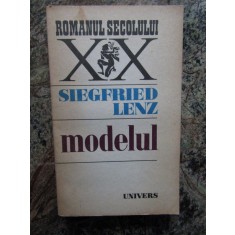 ROMANUL SECOLULUI
XX
SIEGFRIED
LENZ
modelul
UNIVERS